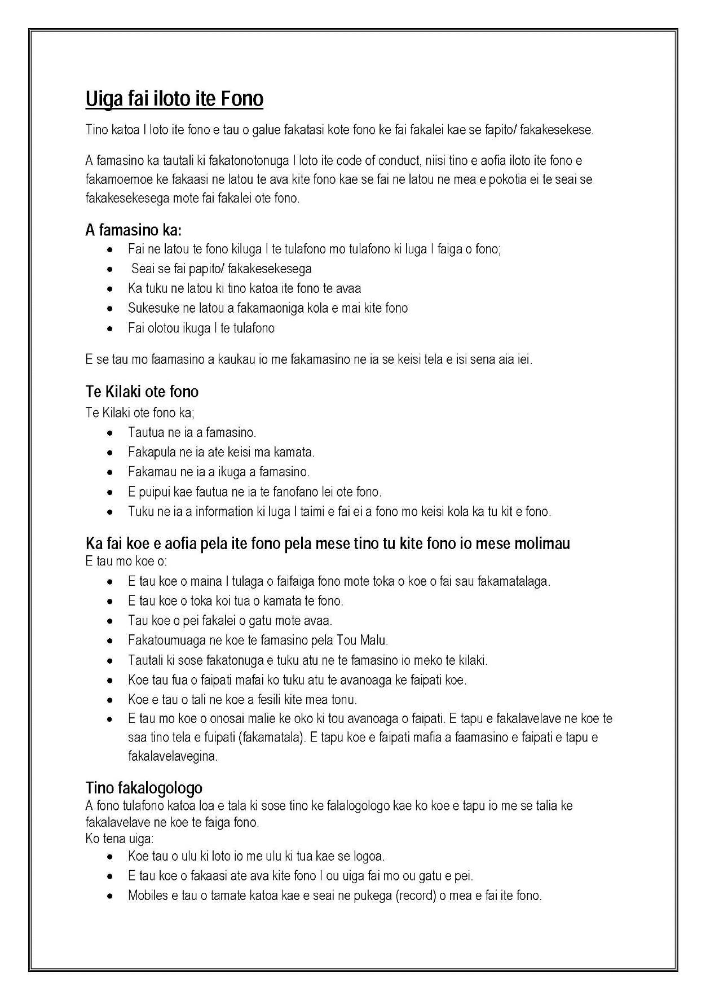 Uiga fai iloto ite Fono
Tino katoa I loto ite fono e tau o galue fakatasi kote fono ke fai fakalei kae se fapito/ fakakesekese.
A famasino ka tautali ki fakatonotonuga I loto ite code of conduct, niisi tino e aofia iloto ite fono e
fakamoemoe ke fakaasi ne latou te ava kite fono kae se fai ne latou ne mea e pokotia ei te seai se
fakakesekesega mote fai fakalei ote fono.
A famasino ka:
• Fai ne latou te fono kiluga I te tulafono mo tulafono ki luga I faiga o fono;
• Seai se fai papito/ fakakesekesega
• Ka tuku ne latou ki tino katoa ite fono te avaa
• Sukesuke ne latou a fakamaoniga kola e mai kite fono
• Fai olotou ikuga I te tulafono
E se tau mo faamasino a kaukau io me fakamasino ne ia se keisi tela e isi sena aia iei.
Te Kilaki ote fono
Te Kilaki ote fono ka;
• Tautua ne ia a famasino.
• Fakapula ne ia ate keisi ma kamata.
• Fakamau ne ia a ikuga a famasino.
• E puipui kae fautua ne ia te fanofano lei ote fono.
• Tuku ne ia a information ki luga I taimi e fai ei a fono mo keisi kola ka tu kit e fono.
Ka fai koe e aofia pela ite fono pela mese tino tu kite fono io mese molimau
E tau mo koe o:
• E tau koe o maina I tulaga o faifaiga fono mote toka o koe o fai sau fakamatalaga.
• E tau koe o toka koi tua o kamata te fono.
• Tau koe o pei fakalei o gatu mote avaa.
• Fakatoumuaga ne koe te famasino pela Tou Malu.
• Tautali ki sose fakatonuga e tuku atu ne te famasino io meko te kilaki.
• Koe tau fua o faipati mafai ko tuku atu te avanoaga ke faipati koe.
• Koe e tau o tali ne koe a fesili kite mea tonu.
• E tau mo koe o onosai malie ke oko ki tou avanoaga o faipati. E tapu e fakalavelave ne koe te
saa tino tela e fuipati (fakamatala). E tapu koe e faipati mafia a faamasino e faipati e tapu e
fakalavelavegina.
Tino fakalogologo
A fono tulafono katoa loa e tala ki sose tino ke falalogologo kae ko koe e tapu io me se talia ke
fakalavelave ne koe te faiga fono.
Ko tena uiga:
• Koe tau o ulu ki loto io me ulu ki tua kae se logoa.
• E tau koe o fakaasi ate ava kite fono I ou uiga fai mo ou gatu e pei.
• Mobiles e tau o tamate katoa kae e seai ne pukega (record) o mea e fai ite fono.